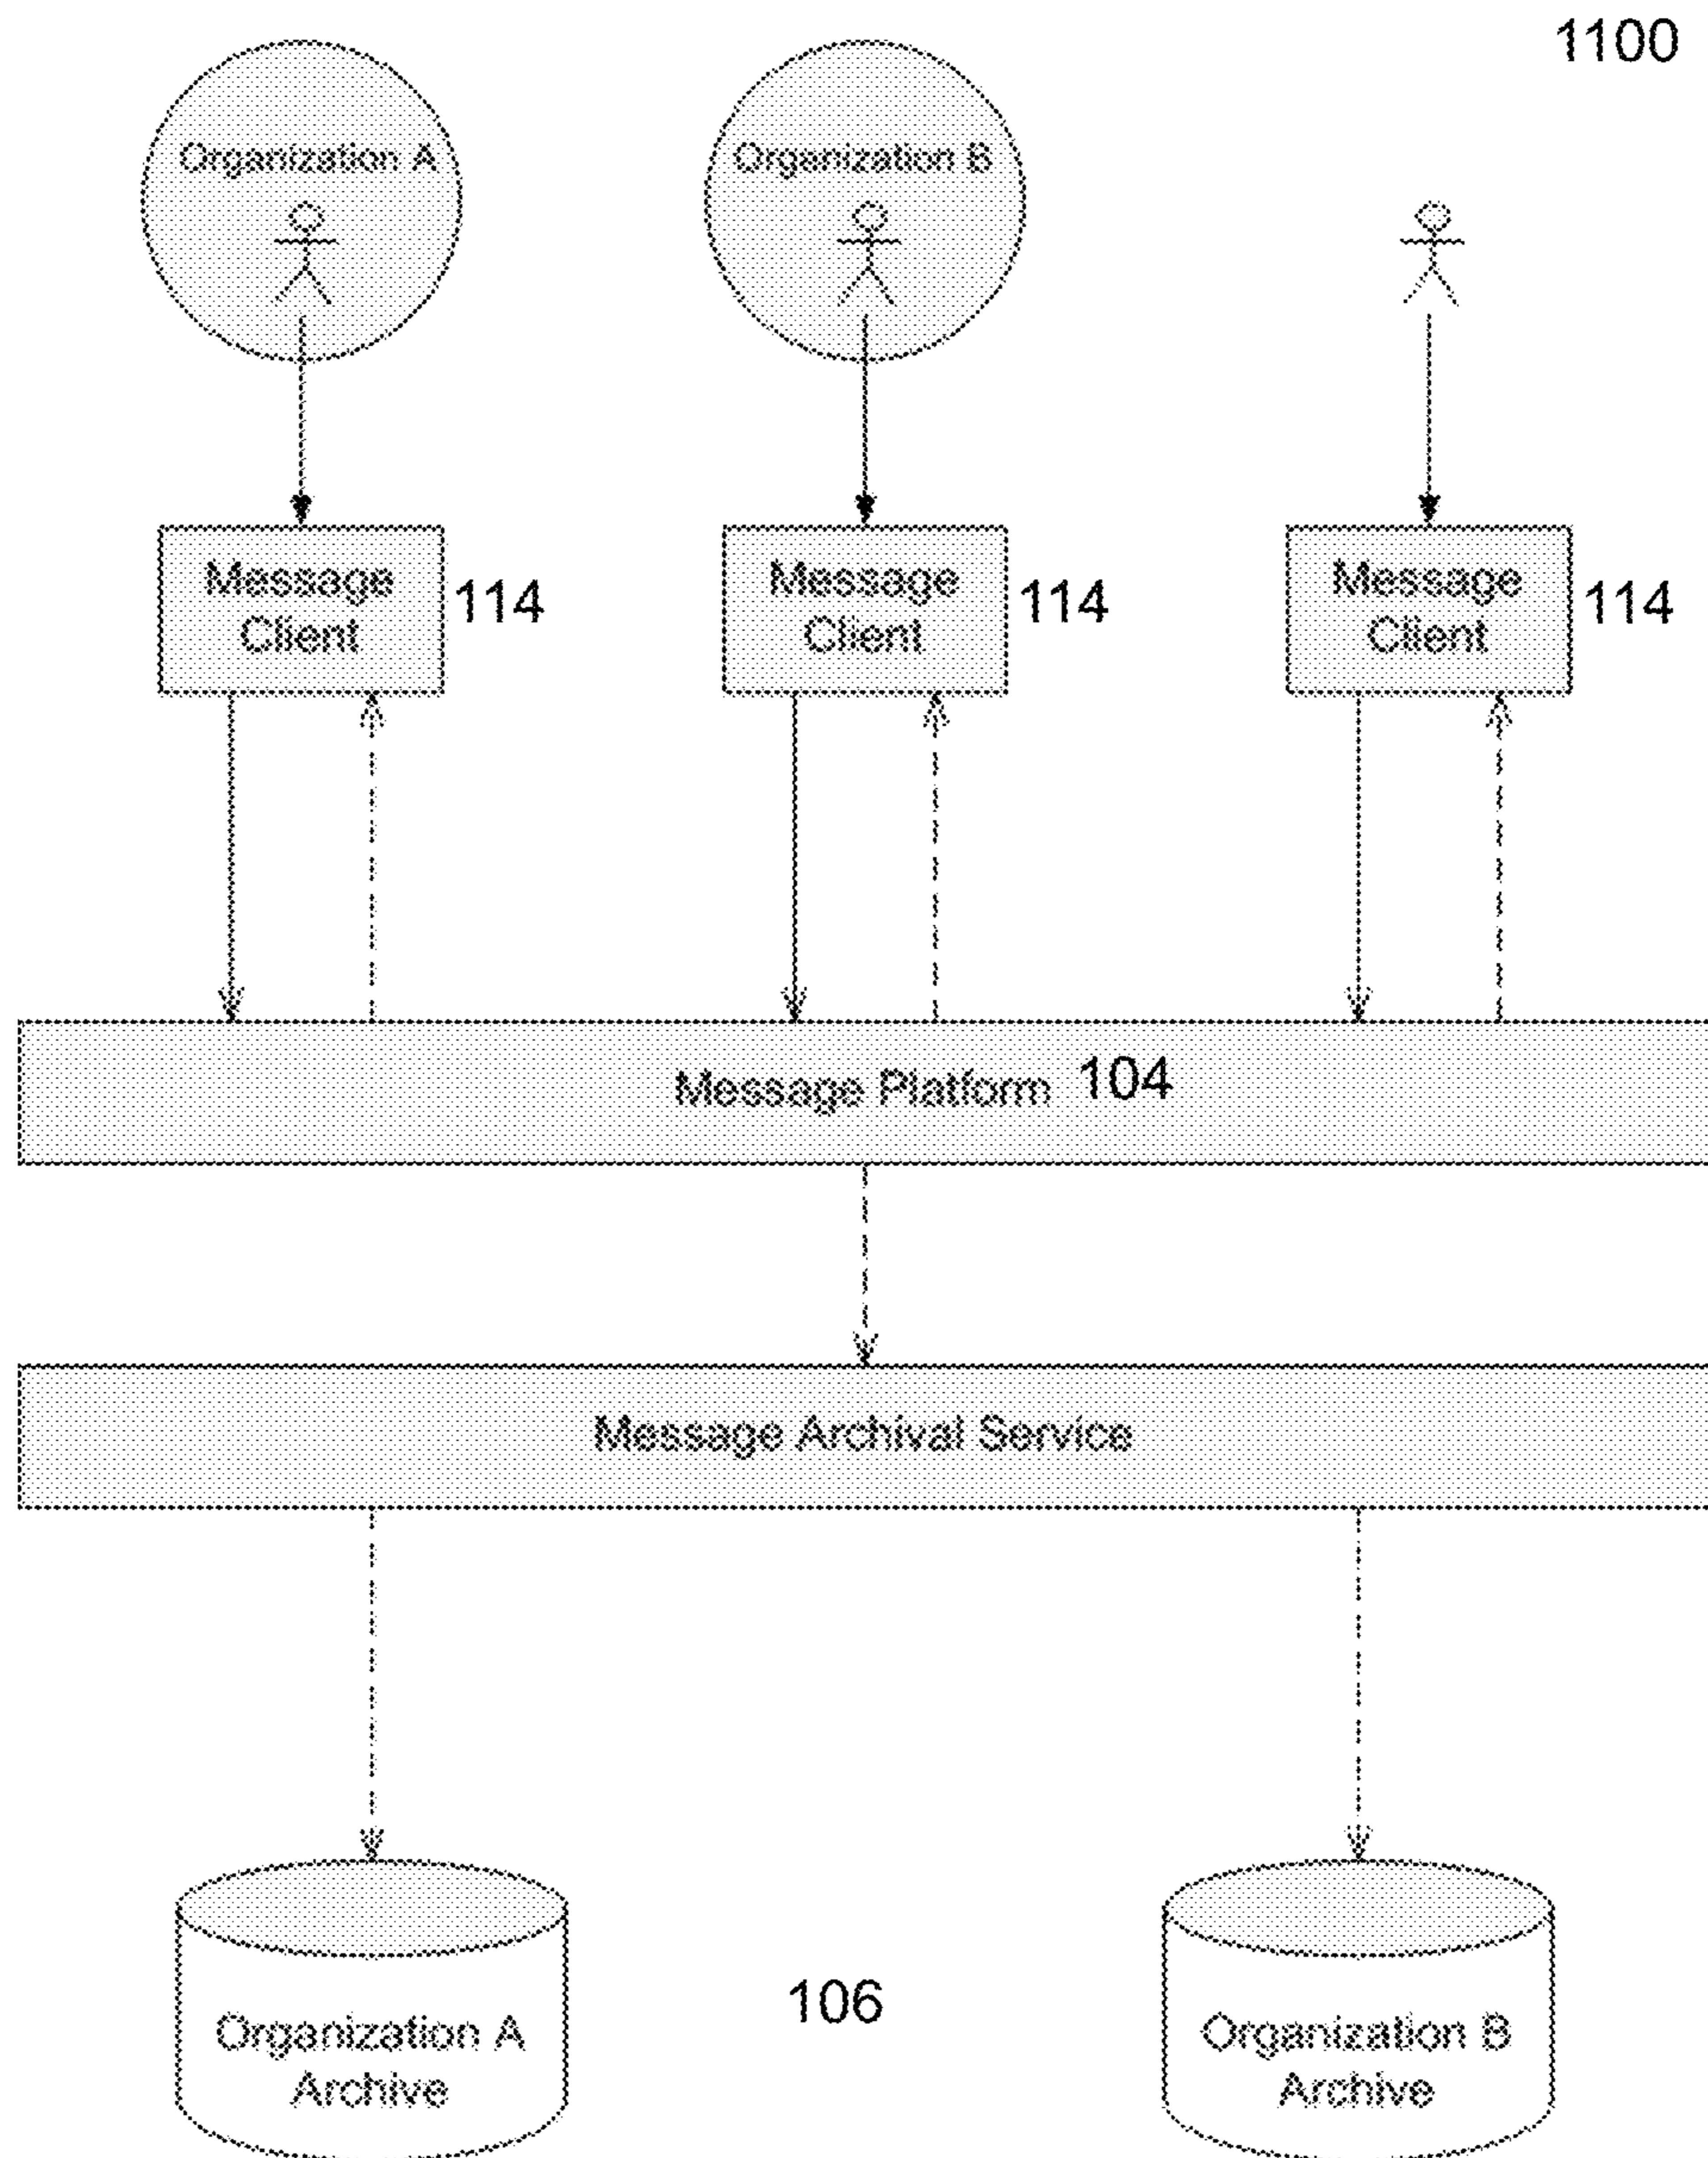 1100
Organization A
Organization B
Message
Client
114
Message
Client
114
Message
Client
114
Message Platform 104
Message Archival Service
106
Organization A
Archive
Organization B
Archive